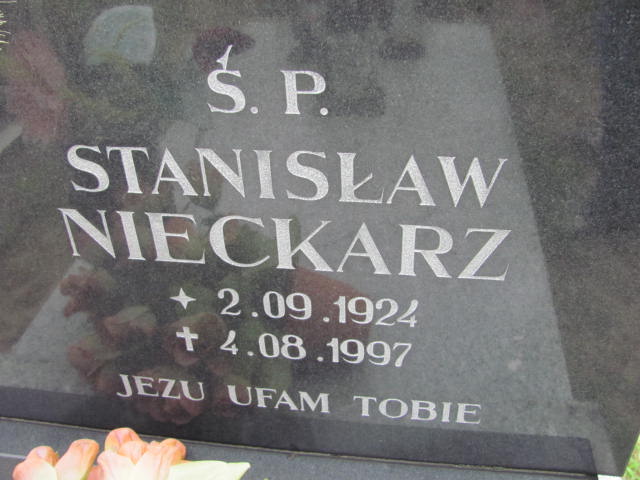 Ś. P.
STANISŁAW
NIECKARZ
2.09.1924
✝ 4.08.1997
JEZU UFAM TOBIE